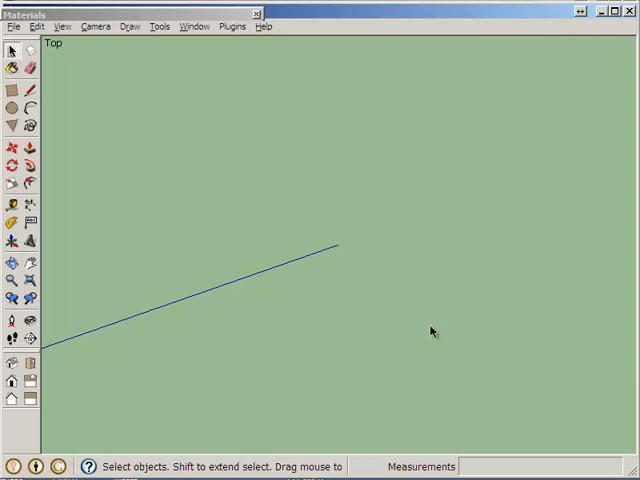 Materials
File Edit View Camera Draw Tools Window Plugins Help
Top
Select objects. Shift to extend select. Drag mouse to
Measurements